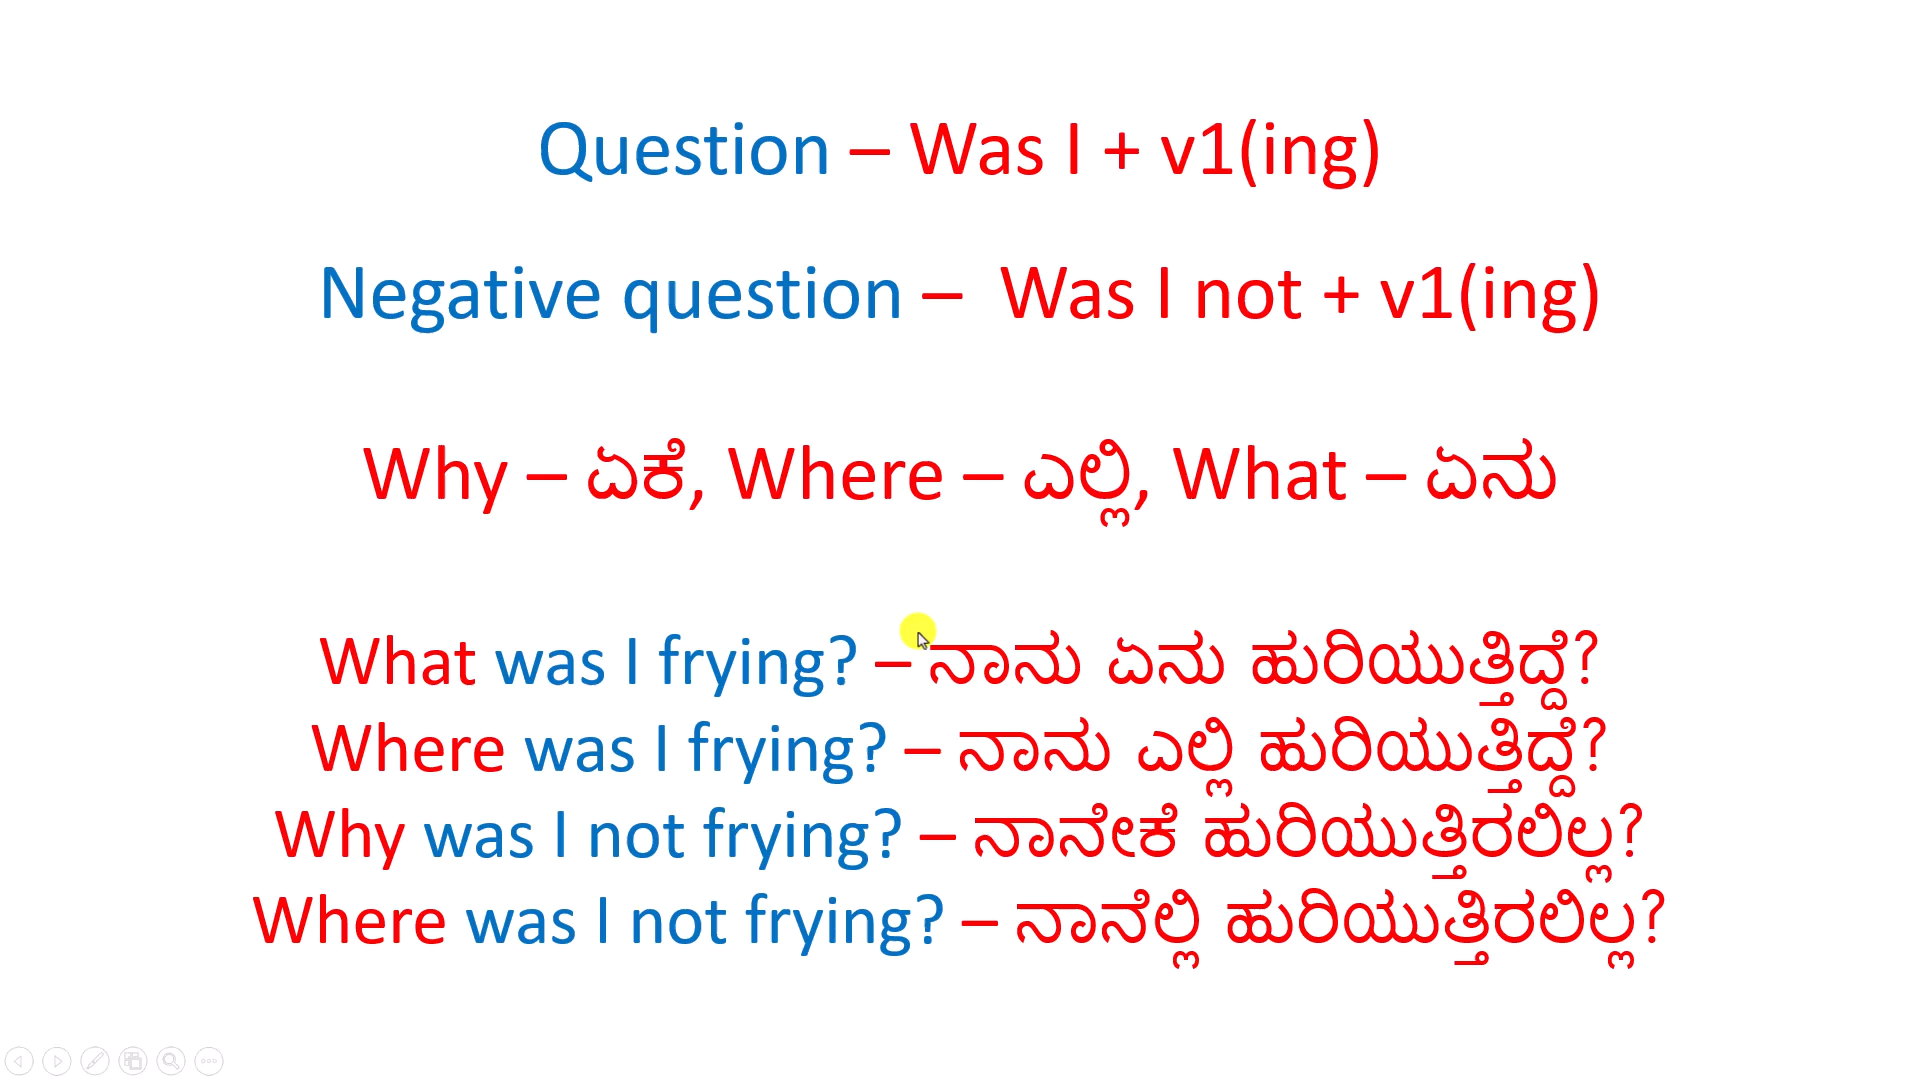 Question – Was I + v1(ing)
Negative question – Was I not + v1(ing)
Why – ಏಕೆ, Where – ಎಲ್ಲಿ, What – ಏನು
What was I frying? – ನಾನು ಏನು ಹುರಿಯುತ್ತಿದ್ದೆ?
Where was I frying? – ನಾನು ಎಲ್ಲಿ ಹುರಿಯುತ್ತಿದ್ದೆ?
Why was I not frying? – ನಾನೇಕೆ ಹುರಿಯುತ್ತಿರಲಿಲ್ಲ?
Where was I not frying? – ನಾನೆಲ್ಲಿ ಹುರಿಯುತ್ತಿರಲಿಲ್ಲ?